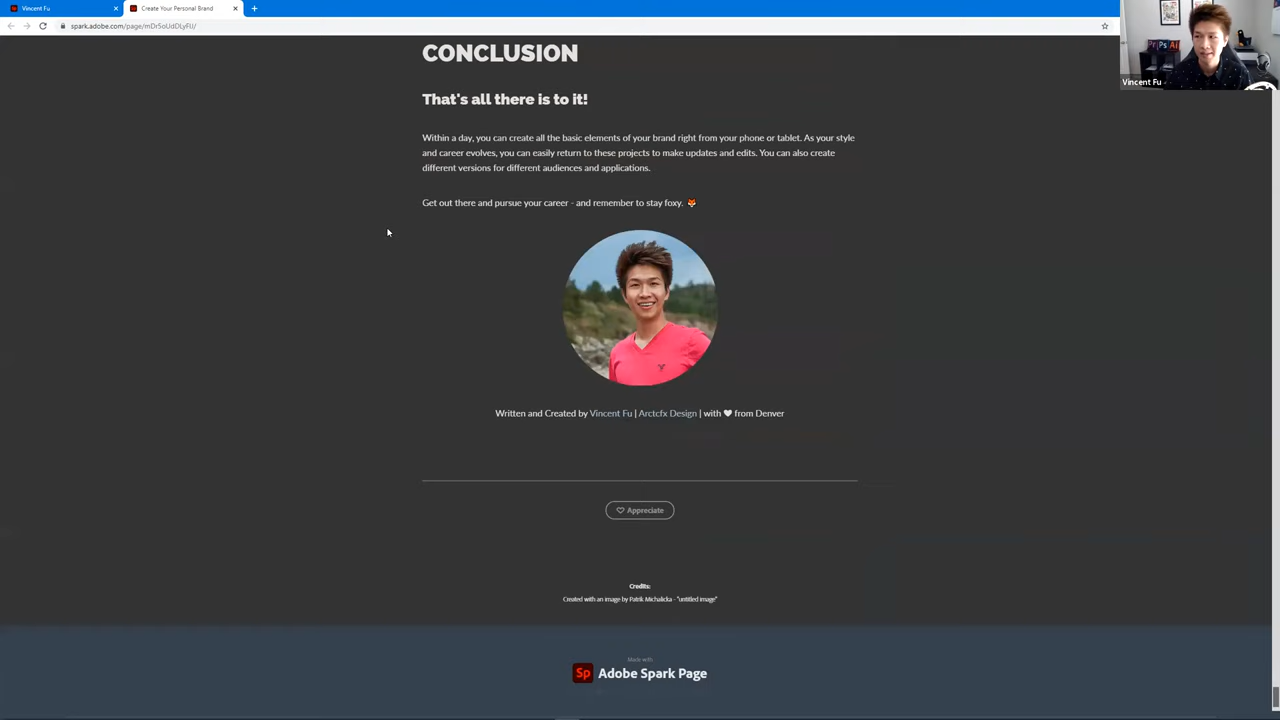 Vincent Fu
Create Your Personal Brand
spark.adobe.com/page/mDrSoUdDLyFJJ/
Pr Ps Ai
Vincent Fu
CONCLUSION
That's all there is to it!
Within a day, you can create all the basic elements of your brand right from your phone or tablet. As your style
and career evolves, you can easily return to these projects to make updates and edits. You can also create
different versions for different audiences and applications.
Get out there and pursue your career - and remember to stay foxy. 🦊
Written and Created by Vincent Fu | Arctcfx Design | with ♥ from Denver
♡ Appreciate
Credits:
Created with an image by Patrik Michalicka - "untitled image"
Made with
Sp Adobe Spark Page